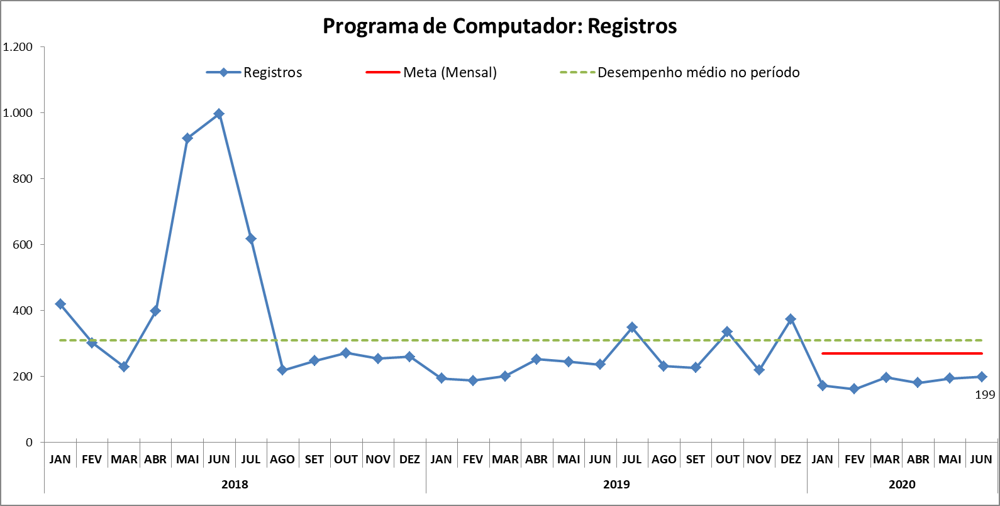 Programa de Computador: Registros
1.200
Registros Meta (Mensal) Desempenho médio no período
1.000
800
600
400
200
199
0
JAN FEV MAR ABR MAI JUN JUL AGO SET OUT NOV DEZ JAN FEV MAR ABR MAI JUN JUL AGO SET OUT NOV DEZ JAN FEV MAR ABR MAI JUN
2018 2019 2020